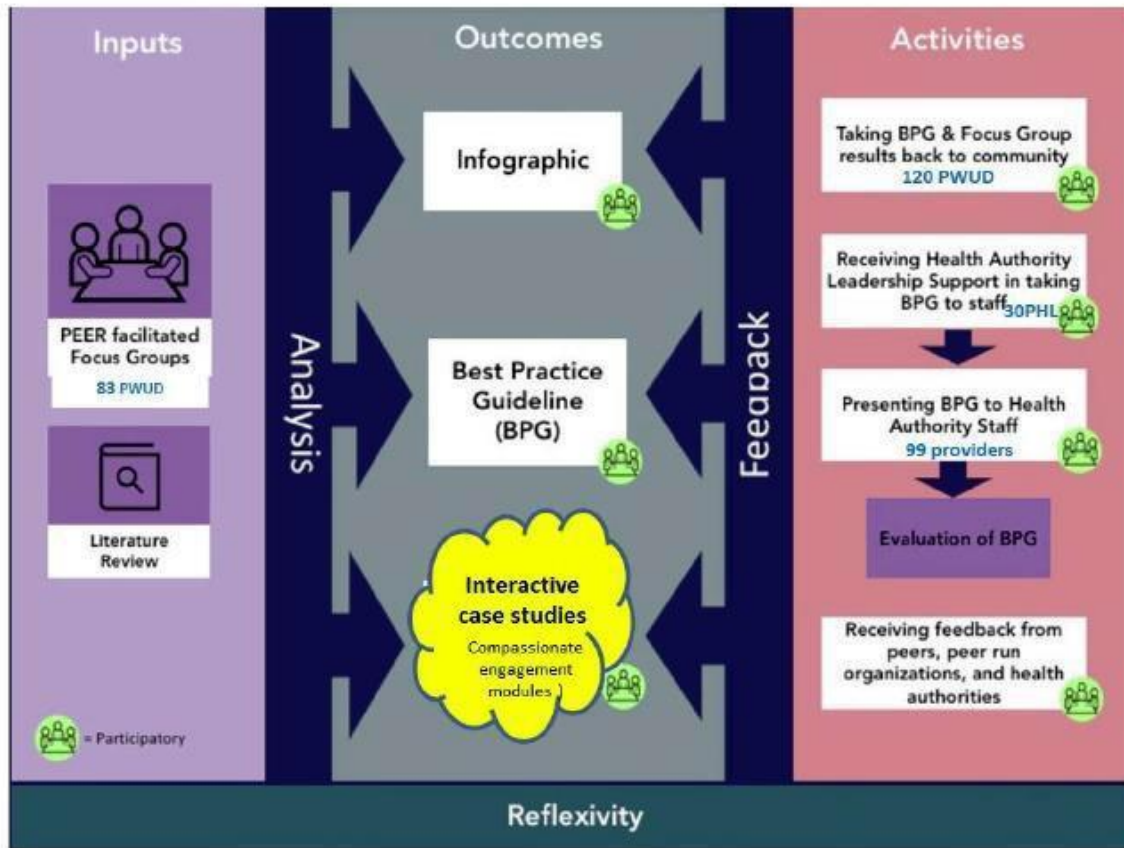 Inputs
PEER facilitated
Focus Groups
83 PWUD
Literature
Review
= Participatory
Analysis
Outcomes
Infographic
Best Practice
Guideline
(BPG)
Interactive
case studies
Compassionate
engagement
modules )
Feedback
Activities
Taking BPG & Focus Group
results back to community
120 PWUD
Receiving Health Authority
Leadership Support in taking
BPG to staff 30PHL
Presenting BPG to Health
Authority Staff
99 providers
Evaluation of BPG
Receiving feedback from
peers, peer run
organizations, and health
authorities
Reflexivity